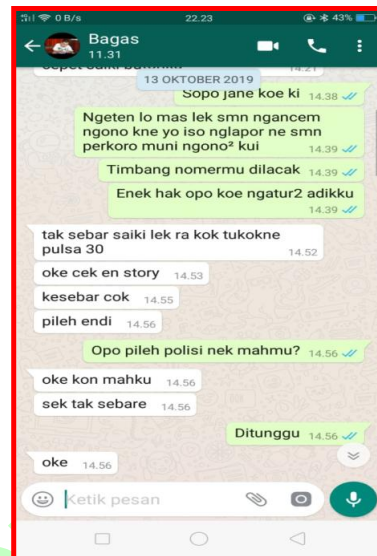 0 B/s 22.23 43%
Bagas
11.31
14.21
13 OKTOBER 2019
Sopo jane koe ki 14.38
Ngeten lo mas lek smn ngancem
ngono kne yo iso nglapor ne smn
perkoro muni ngono² kui 14.39
Timbang nomermu dilacak 14.39
Enek hak opo koe ngatur2 adikku
14.39
tak sebar saiki lek ra kok tukokne
pulsa 30 14.52
oke cek en story 14.53
kesebar cok 14.55
pileh endi 14.56
Opo pileh polisi nek mahmu? 14.56
oke kon mahku 14.56
sek tak sebare 14.56
Ditunggu 14.56
oke 14.56
Ketik pesan